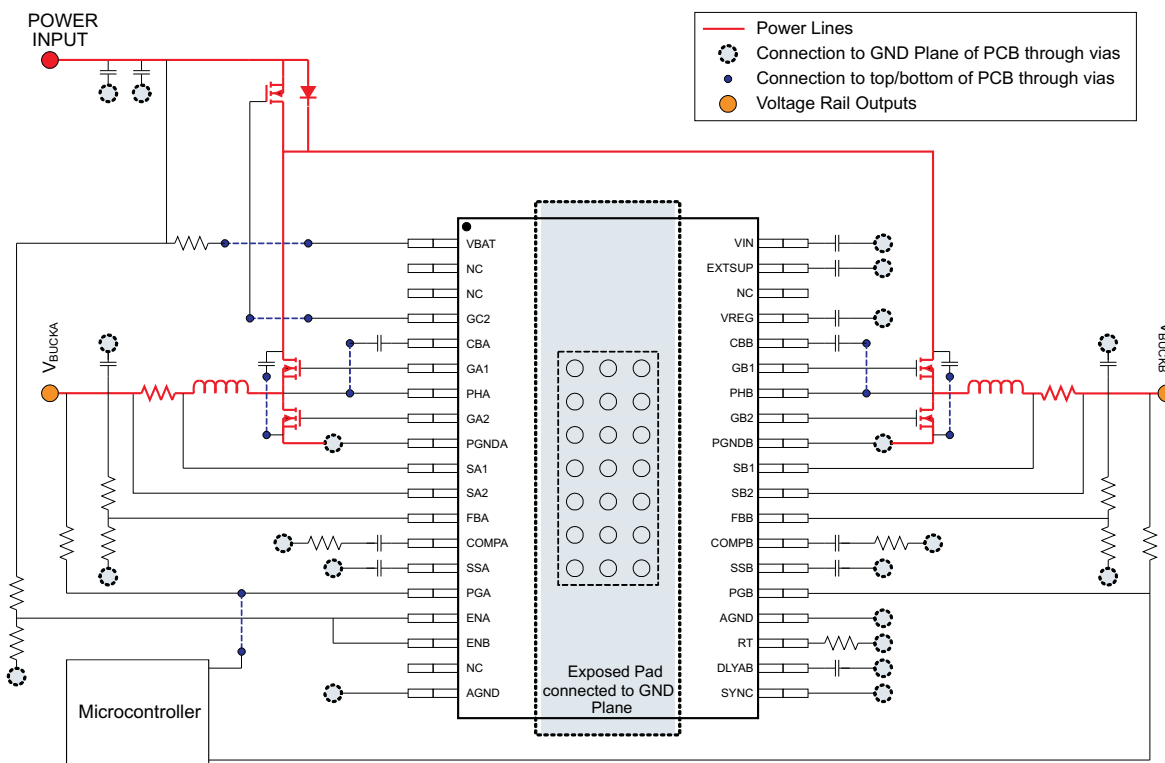 POWER
INPUT
Power Lines
Connection to GND Plane of PCB through vias
Connection to top/bottom of PCB through vias
Voltage Rail Outputs
VBUCKA
VBUCKB
VBAT
NC
NC
GC2
CBA
GA1
PHA
GA2
PGNDA
SA1
SA2
FBA
COMPA
SSA
PGA
ENA
ENB
NC
AGND
VIN
EXTSUP
NC
VREG
CBB
GB1
PHB
GB2
PGNDB
SB1
SB2
FBB
COMPB
SSB
PGB
AGND
RT
DLYAB
SYNC
Exposed Pad
connected to GND
Plane
Microcontroller